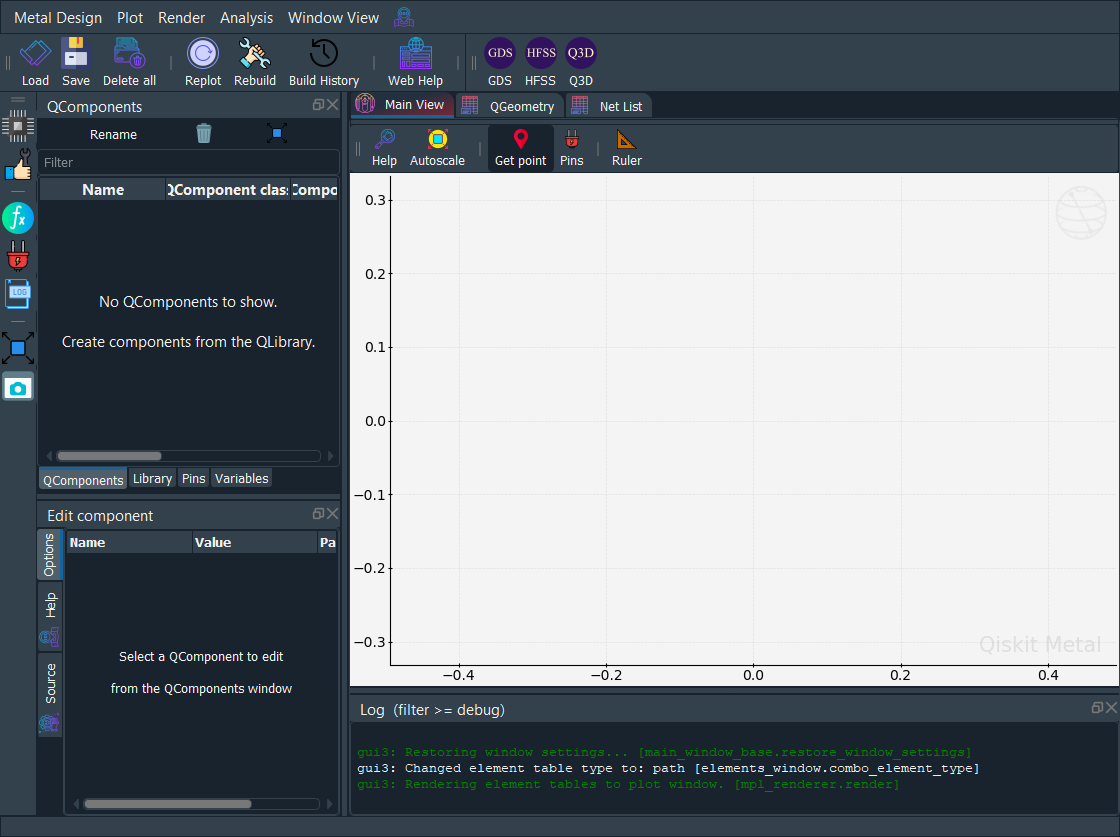 Metal Design Plot Render Analysis Window View
Load Save Delete all Replot Rebuild Build History Web Help GDS HFSS Q3D
GDS HFSS Q3D
QComponents
Rename
Filter
Name QComponent clas Compo
No QComponents to show.
Create components from the QLibrary.
QComponents Library Pins Variables
Edit component
Options
Help
Source
Name Value Pa
Select a QComponent to edit
from the QComponents window
LOG
fx
Main View QGeometry Net List
Help Autoscale Get point Pins Ruler
0.3
0.2
0.1
0.0
−0.1
−0.2
−0.3
−0.4 −0.2 0.0 0.2 0.4
Qiskit Metal
Log (filter >= debug)
gui3: Restoring window settings... [main_window_base.restore_window_settings]
gui3: Changed element table type to: path [elements_window.combo_element_type]
gui3: Rendering element tables to plot window. [mpl_renderer.render]